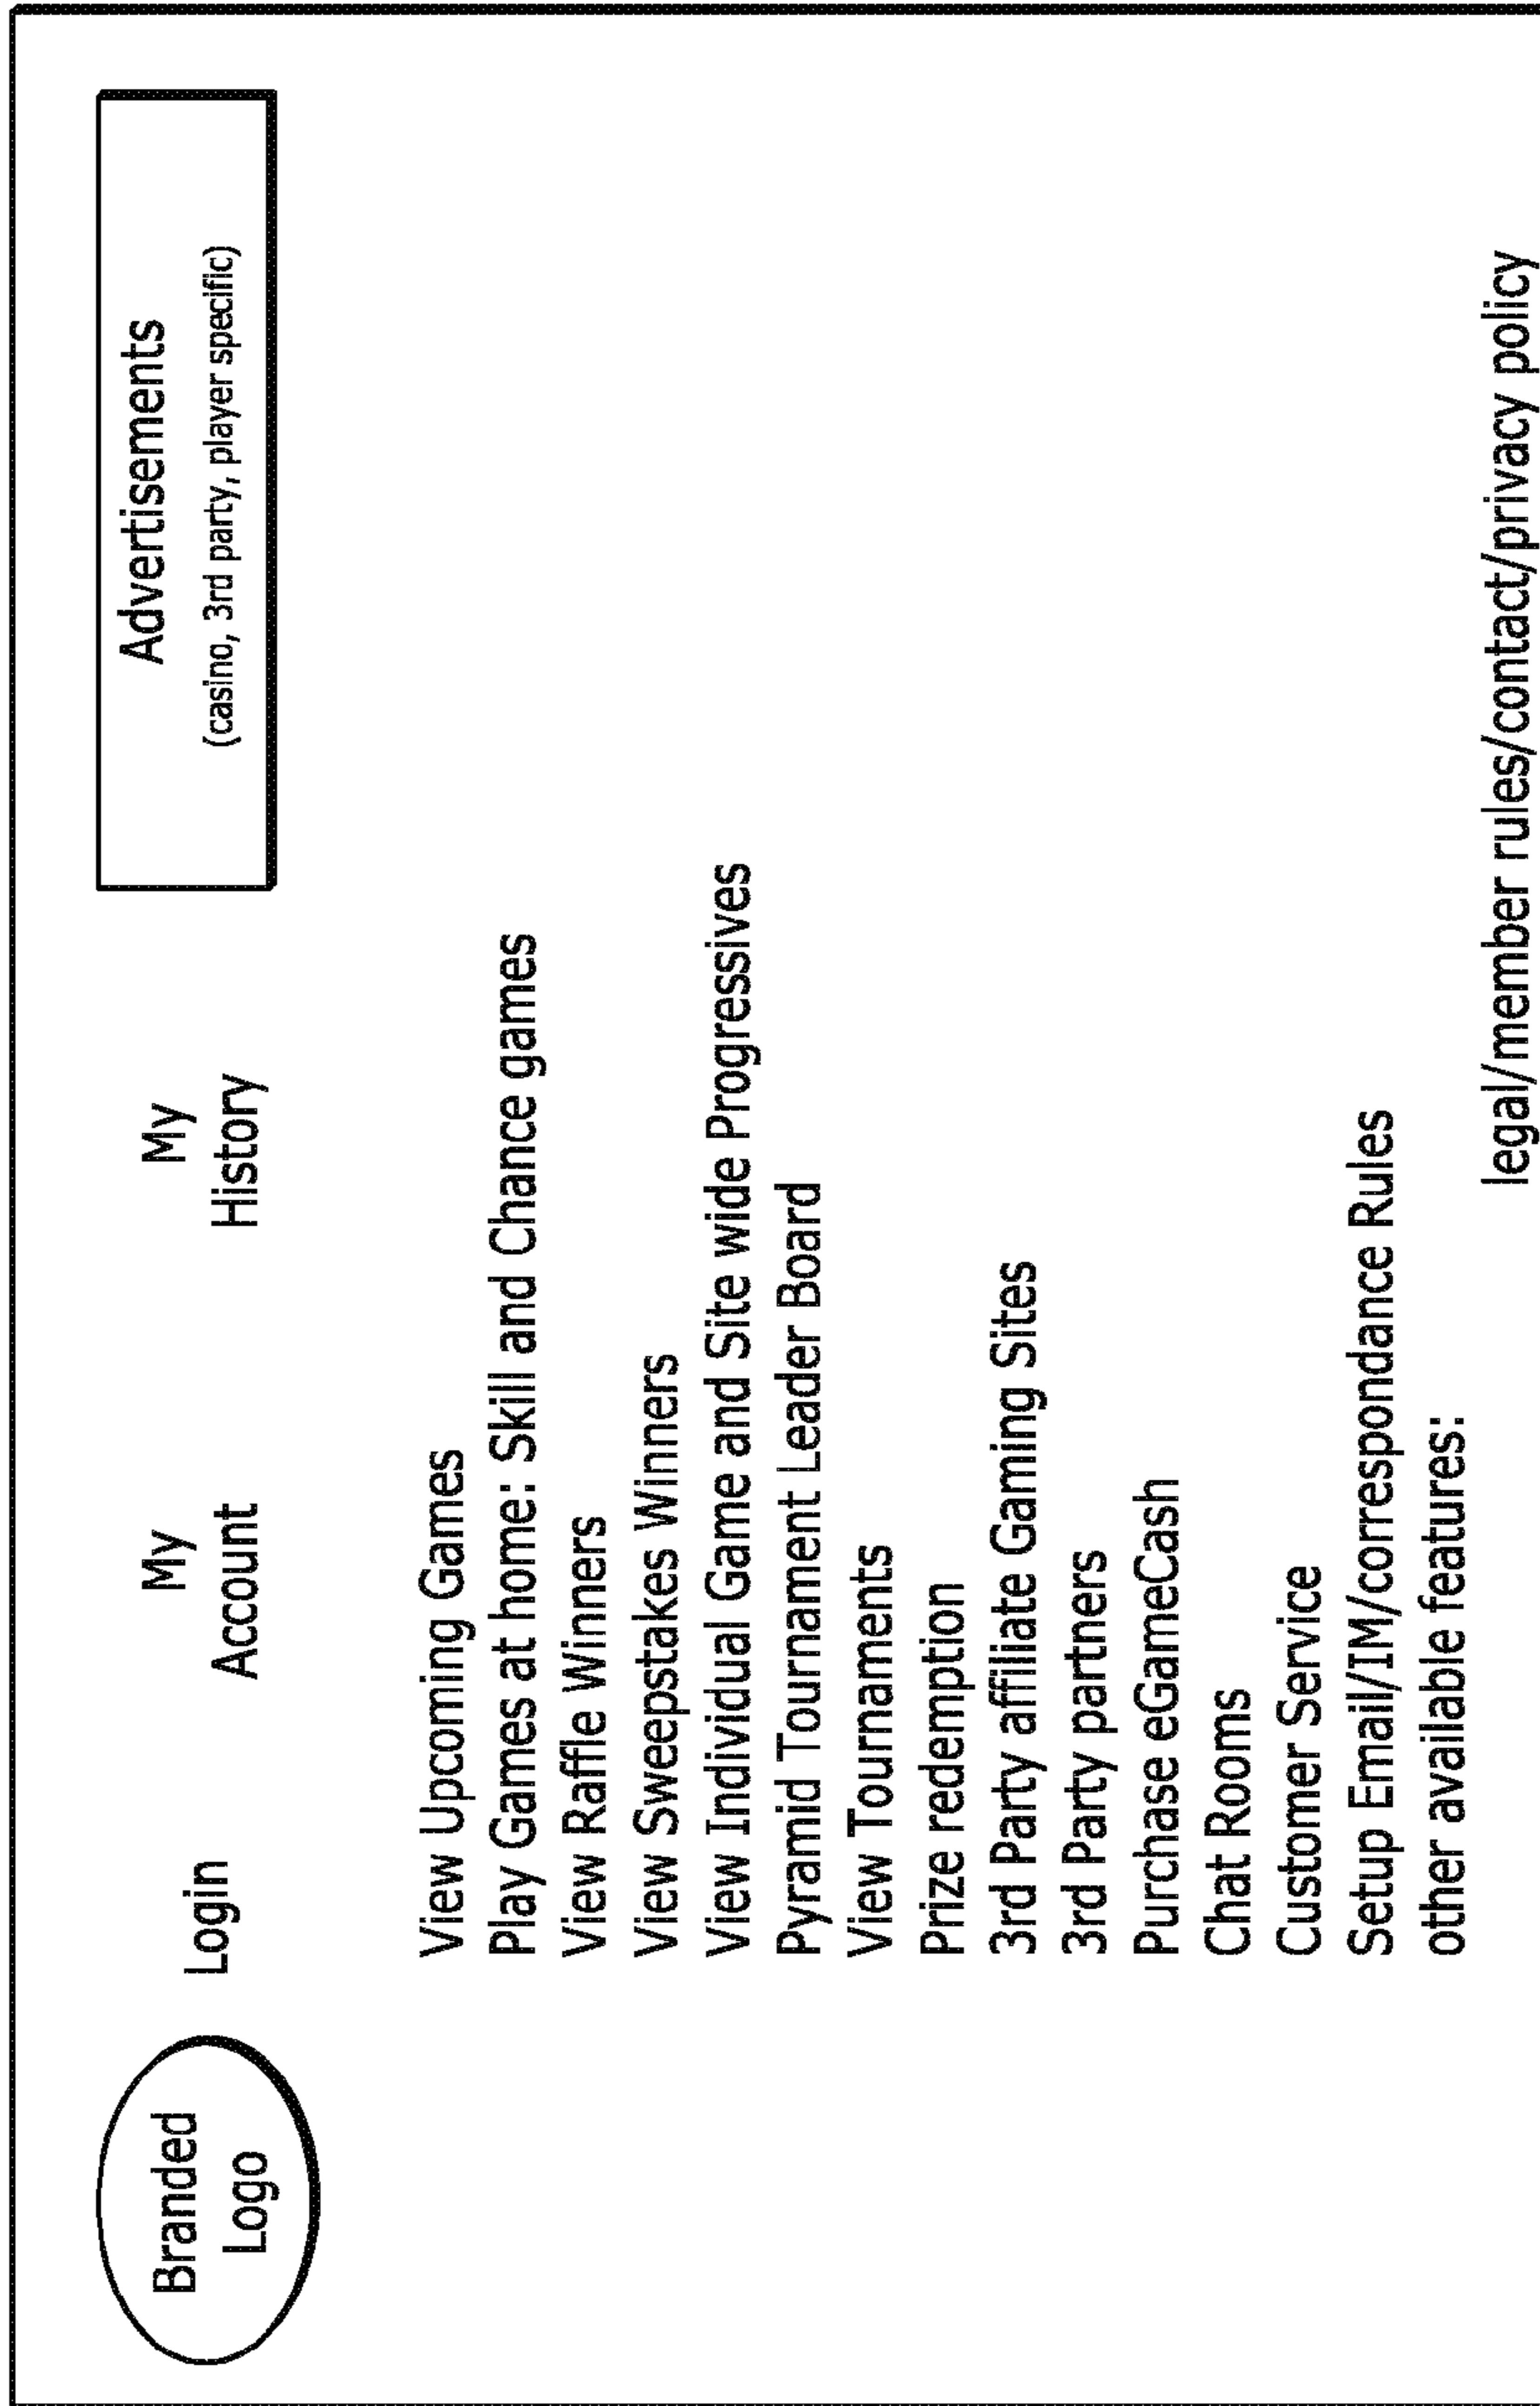 Branded
Logo
Login
My
Account
My
History
Advertisements
(casino, 3rd party, player specific)
View Upcoming Games
Play Games at home: Skill and Chance games
View Raffle Winners
View Sweepstakes Winners
View Individual Game and Site wide Progressives
Pyramid Tournament Leader Board
View Tournaments
Prize redemption
3rd Party affiliate Gaming Sites
3rd Party partners
Purchase eGameCash
Chat Rooms
Customer Service
Setup Email/IM/correspondance Rules
other available features:
legal/member rules/contact/privacy policy